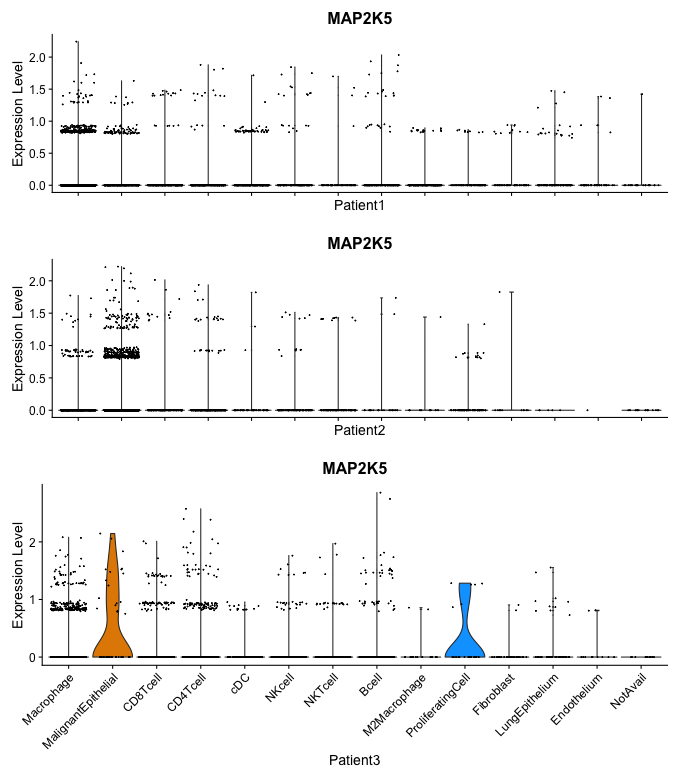 MAP2K5
Expression Level
2.0
1.5
1.0
0.5
0.0
Patient1
MAP2K5
Expression Level
2.0
1.5
1.0
0.5
0.0
Patient2
MAP2K5
Expression Level
2
1
0
Macrophage
MalignantEpithelial
CD8Tcell
CD4Tcell
cDC
NKcell
NKTcell
Bcell
M2Macrophage
ProliferatingCell
Fibroblast
LungEpithelium
Endothelium
NotAvail
Patient3